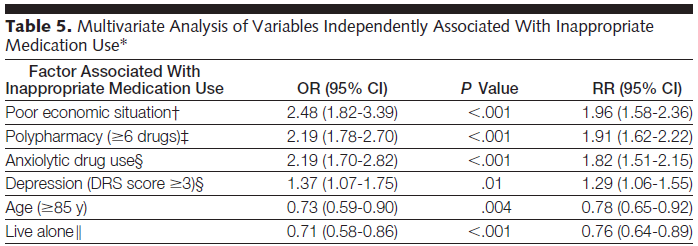 Table 5. Multivariate Analysis of Variables Independently Associated With Inappropriate
Medication Use*
Factor Associated With
Inappropriate Medication Use OR (95% CI) P Value RR (95% CI)
Poor economic situation† 2.48 (1.82-3.39) <.001 1.96 (1.58-2.36)
Polypharmacy (≥6 drugs)‡ 2.19 (1.78-2.70) <.001 1.91 (1.62-2.22)
Anxiolytic drug use§ 2.19 (1.70-2.82) <.001 1.82 (1.51-2.15)
Depression (DRS score ≥3)§ 1.37 (1.07-1.75) .01 1.29 (1.06-1.55)
Age (≥85 y) 0.73 (0.59-0.90) .004 0.78 (0.65-0.92)
Live alone‖ 0.71 (0.58-0.86) <.001 0.76 (0.64-0.89)